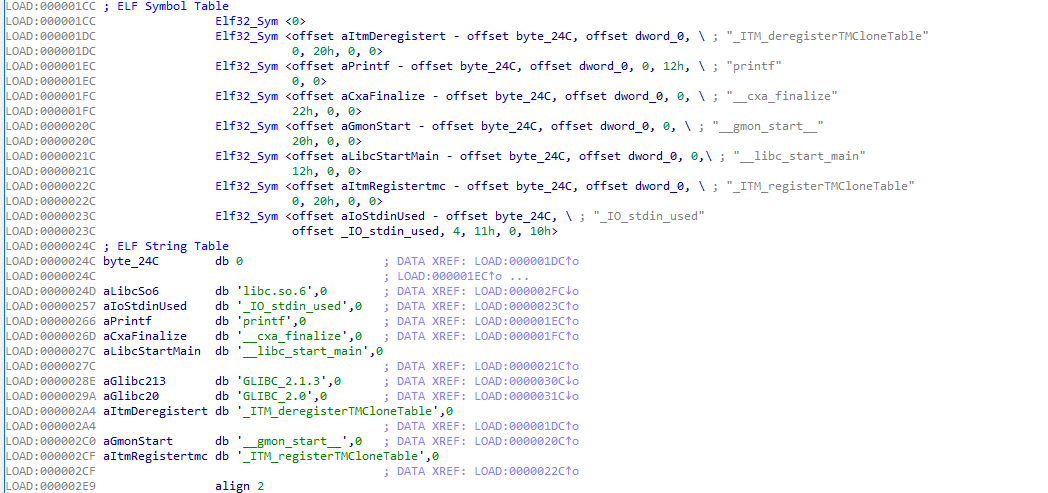 LOAD:000001CC ; ELF Symbol Table
LOAD:000001CC Elf32_Sym <0>
LOAD:000001DC Elf32_Sym <offset aItmDeregistert - offset byte_24C, offset dword_0, \ ; "_ITM_deregisterTMCloneTable"
LOAD:000001DC 0, 20h, 0, 0>
LOAD:000001EC Elf32_Sym <offset aPrintf - offset byte_24C, offset dword_0, 0, 12h, \ ; "printf"
LOAD:000001EC 0, 0>
LOAD:000001FC Elf32_Sym <offset aCxaFinalize - offset byte_24C, offset dword_0, 0, \ ; "__cxa_finalize"
LOAD:000001FC 22h, 0, 0>
LOAD:0000020C Elf32_Sym <offset aGmonStart - offset byte_24C, offset dword_0, 0, \ ; "__gmon_start__"
LOAD:0000020C 20h, 0, 0>
LOAD:0000021C Elf32_Sym <offset aLibcStartMain - offset byte_24C, offset dword_0, 0,\ ; "__libc_start_main"
LOAD:0000021C 12h, 0, 0>
LOAD:0000022C Elf32_Sym <offset aItmRegistertmc - offset byte_24C, offset dword_0, \ ; "_ITM_registerTMCloneTable"
LOAD:0000022C 0, 20h, 0, 0>
LOAD:0000023C Elf32_Sym <offset aIoStdinUsed - offset byte_24C, \ ; "_IO_stdin_used"
LOAD:0000023C offset _IO_stdin_used, 4, 11h, 0, 10h>
LOAD:0000024C ; ELF String Table
LOAD:0000024C byte_24C db 0 ; DATA XREF: LOAD:000001DC↑o
LOAD:0000024C ; LOAD:000001EC↑o ...
LOAD:0000024D aLibcSo6 db 'libc.so.6',0 ; DATA XREF: LOAD:000002FC↓o
LOAD:00000257 aIoStdinUsed db '_IO_stdin_used',0 ; DATA XREF: LOAD:0000023C↑o
LOAD:00000266 aPrintf db 'printf',0 ; DATA XREF: LOAD:000001EC↑o
LOAD:0000026D aCxaFinalize db '__cxa_finalize',0 ; DATA XREF: LOAD:000001FC↑o
LOAD:0000027C aLibcStartMain db '__libc_start_main',0
LOAD:0000027C ; DATA XREF: LOAD:0000021C↑o
LOAD:0000028E aGlibc213 db 'GLIBC_2.1.3',0 ; DATA XREF: LOAD:0000030C↓o
LOAD:0000029A aGlibc20 db 'GLIBC_2.0',0 ; DATA XREF: LOAD:0000031C↓o
LOAD:000002A4 aItmDeregistert db '_ITM_deregisterTMCloneTable',0
LOAD:000002A4 ; DATA XREF: LOAD:000001DC↑o
LOAD:000002C0 aGmonStart db '__gmon_start__',0 ; DATA XREF: LOAD:0000020C↑o
LOAD:000002CF aItmRegistertmc db '_ITM_registerTMCloneTable',0
LOAD:000002CF ; DATA XREF: LOAD:0000022C↑o
LOAD:000002E9 align 2